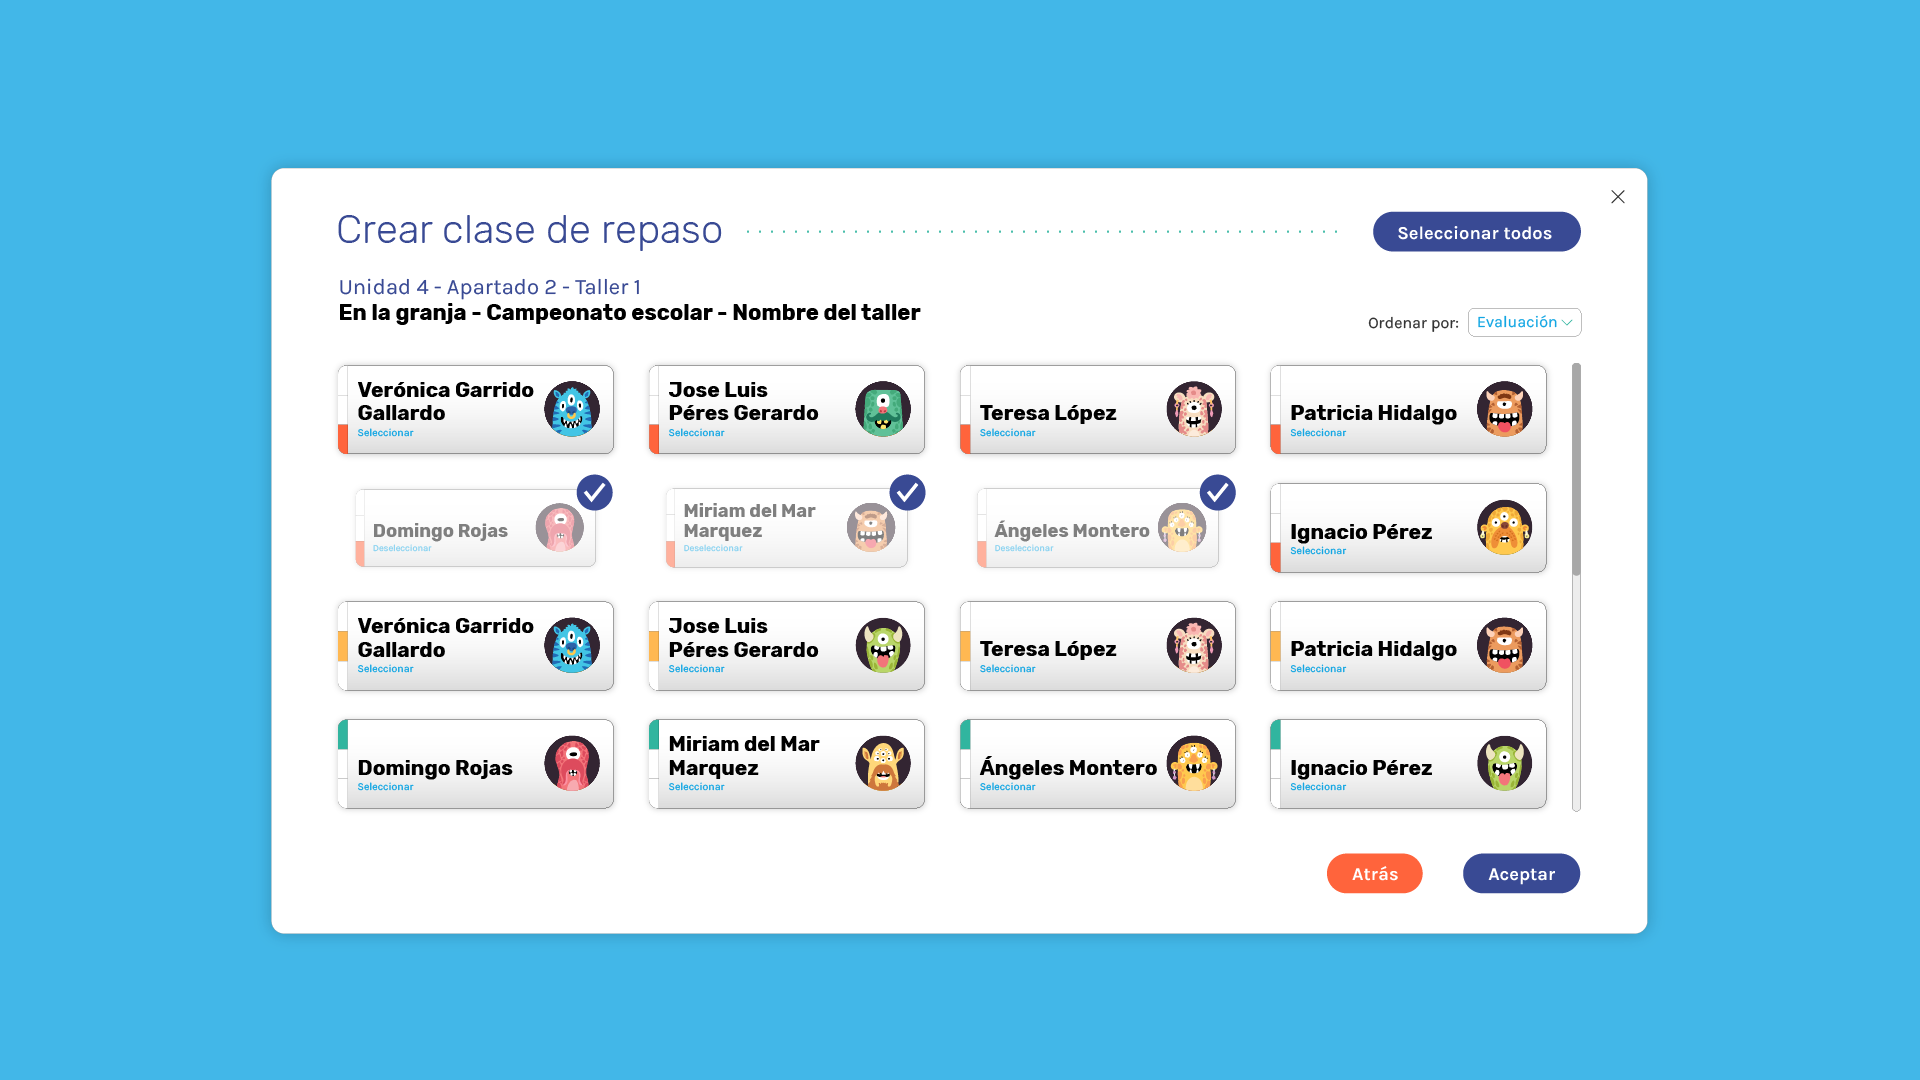 Crear clase de repaso
Seleccionar todos
Unidad 4 - Apartado 2 - Taller 1
En la granja - Campeonato escolar - Nombre del taller
Ordenar por: Evaluación
Verónica Garrido
Gallardo
Seleccionar
Jose Luis
Péres Gerardo
Seleccionar
Teresa López
Seleccionar
Patricia Hidalgo
Seleccionar
Domingo Rojas
Deseleccionar
Miriam del Mar
Marquez
Deseleccionar
Ángeles Montero
Deseleccionar
Ignacio Pérez
Seleccionar
Verónica Garrido
Gallardo
Seleccionar
Jose Luis
Péres Gerardo
Seleccionar
Teresa López
Seleccionar
Patricia Hidalgo
Seleccionar
Domingo Rojas
Seleccionar
Miriam del Mar
Marquez
Seleccionar
Ángeles Montero
Seleccionar
Ignacio Pérez
Seleccionar
Atrás
Aceptar